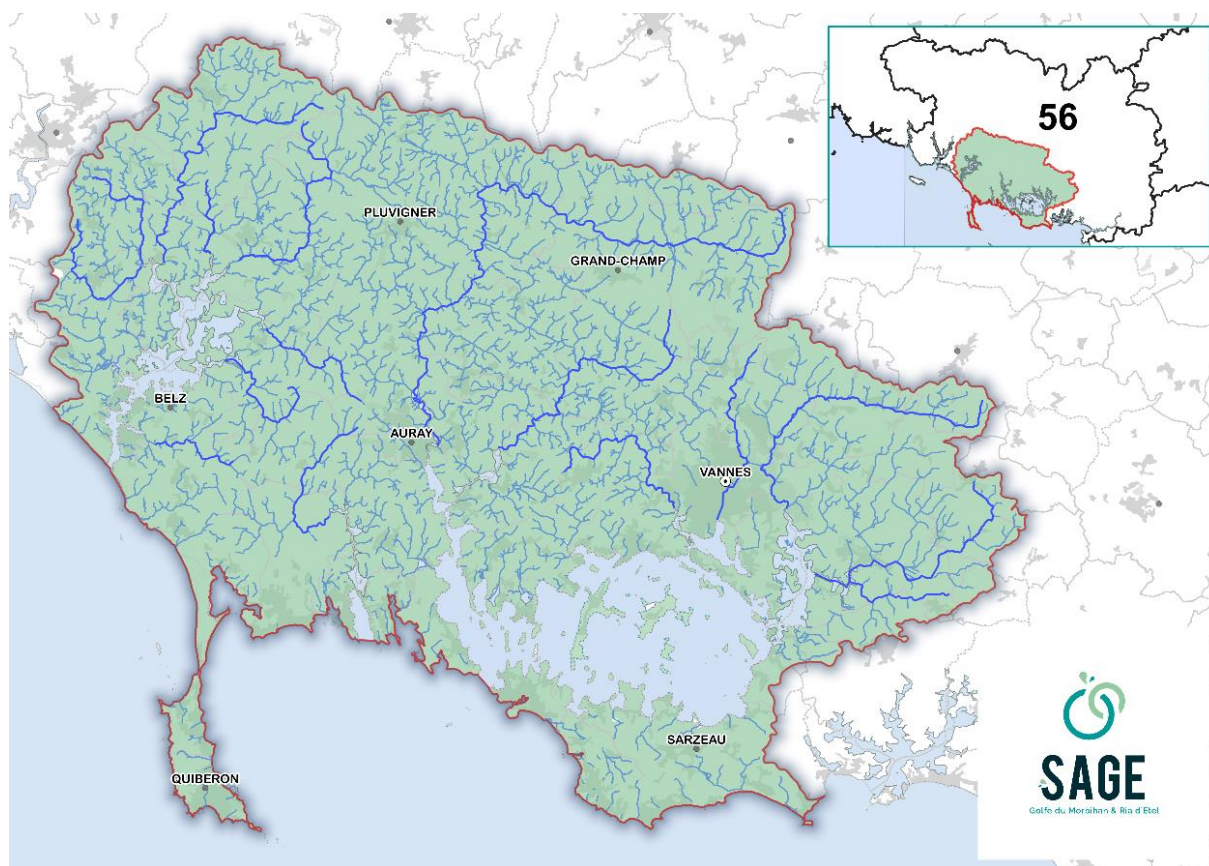 56
PLUVIGNER
GRAND-CHAMP
BELZ
AURAY
VANNES
SARZEAU
QUIBERON
SAGE
Golfe du Morbihan & Ria d'Etel